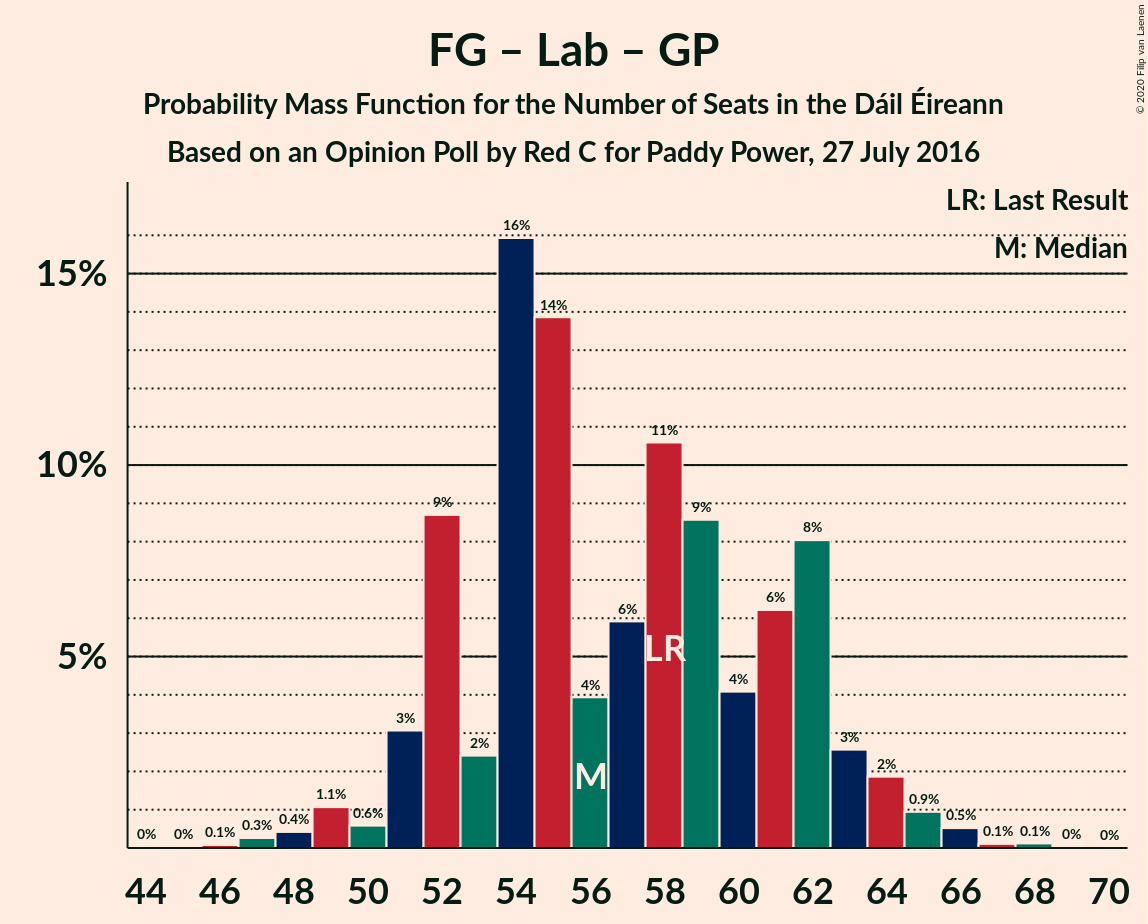 FG – Lab – GP
Probability Mass Function for the Number of Seats in the Dáil Éireann
Based on an Opinion Poll by Red C for Paddy Power, 27 July 2016
© 2020 Filip van Laenen
LR: Last Result
M: Median
15%
10%
5%
0% 0% 0.1% 0.3% 0.4% 1.1% 0.6% 3% 9% 2% 16% 14% 4% 6% 11% 9% 4% 6% 8% 3% 2% 0.9% 0.5% 0.1% 0.1% 0% 0%
LR
M
44 46 48 50 52 54 56 58 60 62 64 66 68 70